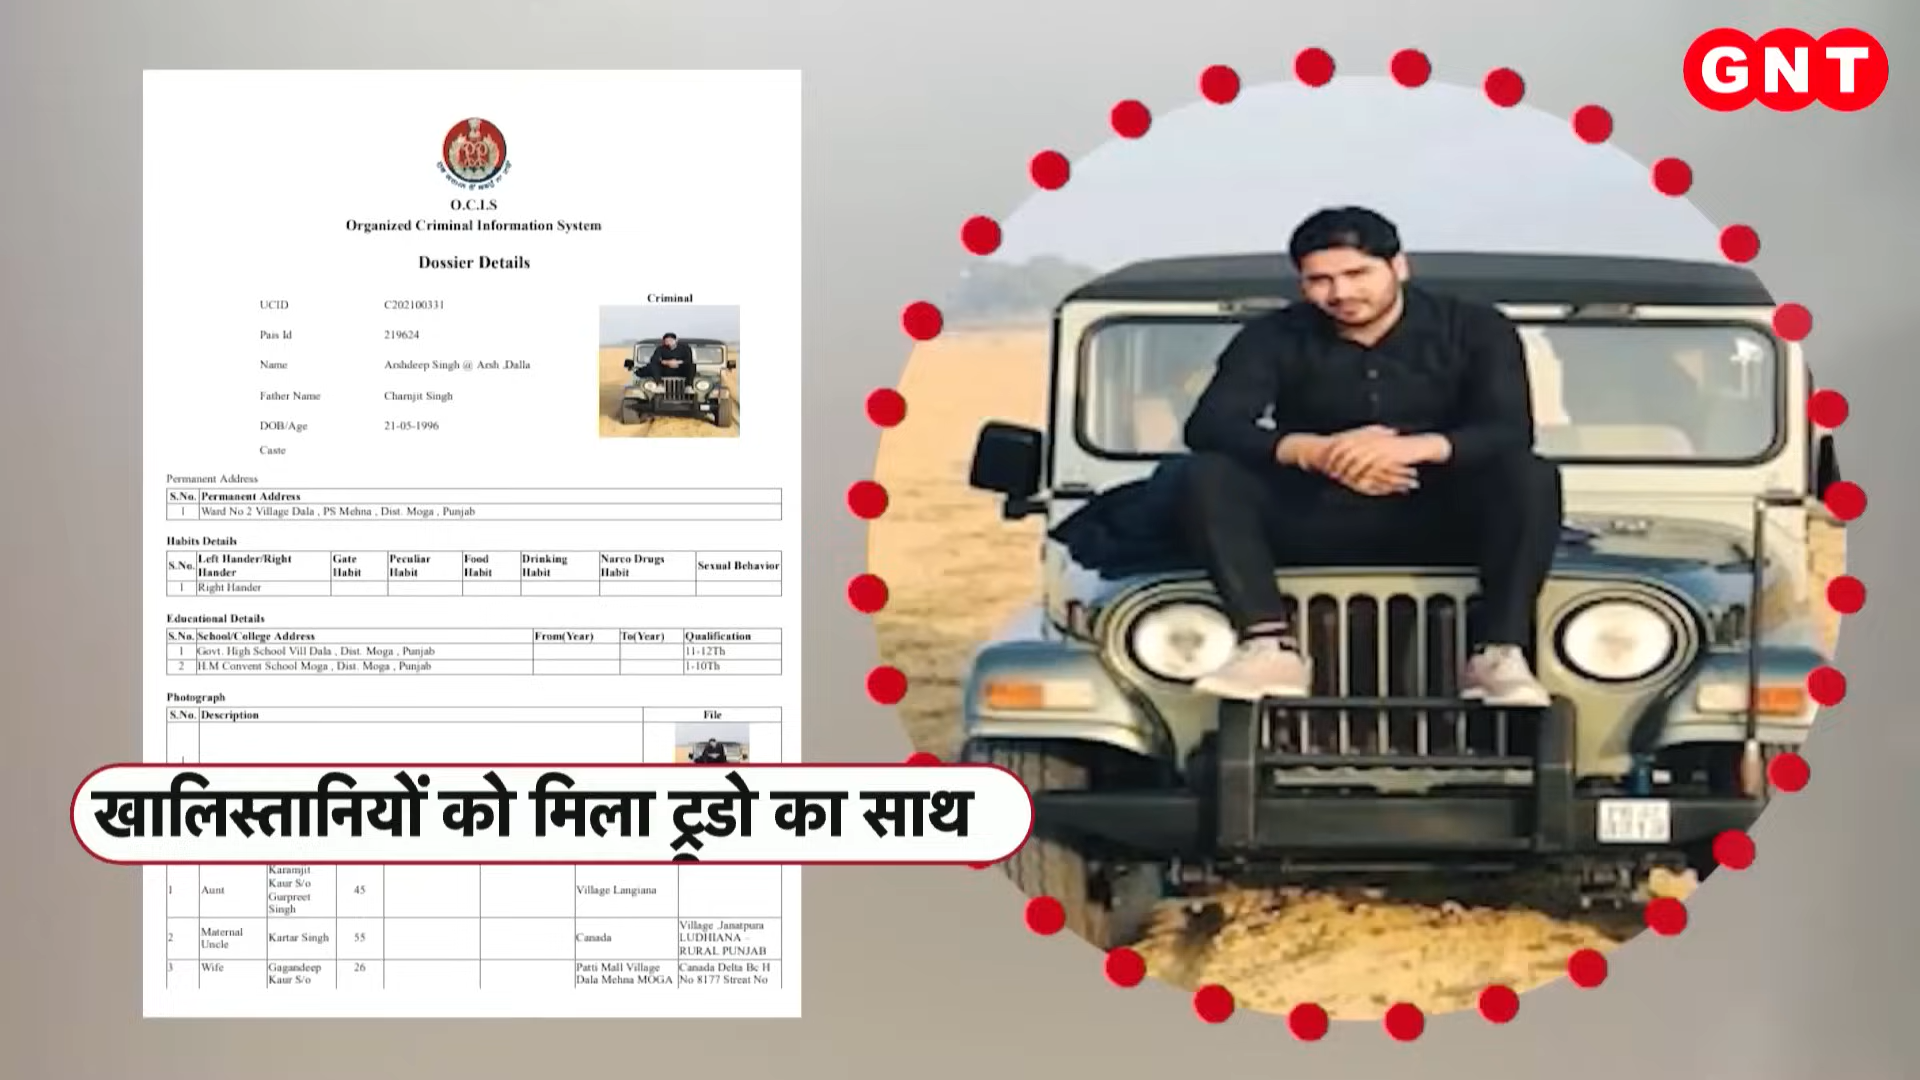 GNT
O.C.I.S
Organized Criminal Information System
Dossier Details
Criminal
UCID C202100331
Pais Id 219624
Name Arshdeep Singh @ Arsh ,Dalla
Father Name Charnjit Singh
DOB/Age 21-05-1996
Caste
Permanent Address
S.No. Permanent Address
1 Ward No 2 Village Dala , PS Mehna , Dist. Moga , Punjab
Habits Details
S.No. Left Hander/Right Hander Gate Habit Peculiar Habit Food Habit Drinking Habit Narco Drugs Habit Sexual Behavior
1 Right Hander
Educational Details
S.No. School/College Address From(Year) To(Year) Qualification
1 Govt. High School Vill Dala , Dist. Moga , Punjab 11-12Th
2 H.M Convent School Moga , Dist. Moga , Punjab 1-10Th
Photograph
S.No. Description File
1
खालिस्तानियों को मिला ट्रूडो का साथ
1 Aunt Karamjit Kaur S/o Gurpreet Singh 45 Village Langiana
2 Maternal Uncle Kartar Singh 55 Canada Village Janatpura LUDHIANA - RURAL PUNJAB
3 Wife Gagandeep Kaur S/o 26 Patti Mall Village Dala Mehna MOGA Canada Delta Bc H No 8177 Street No